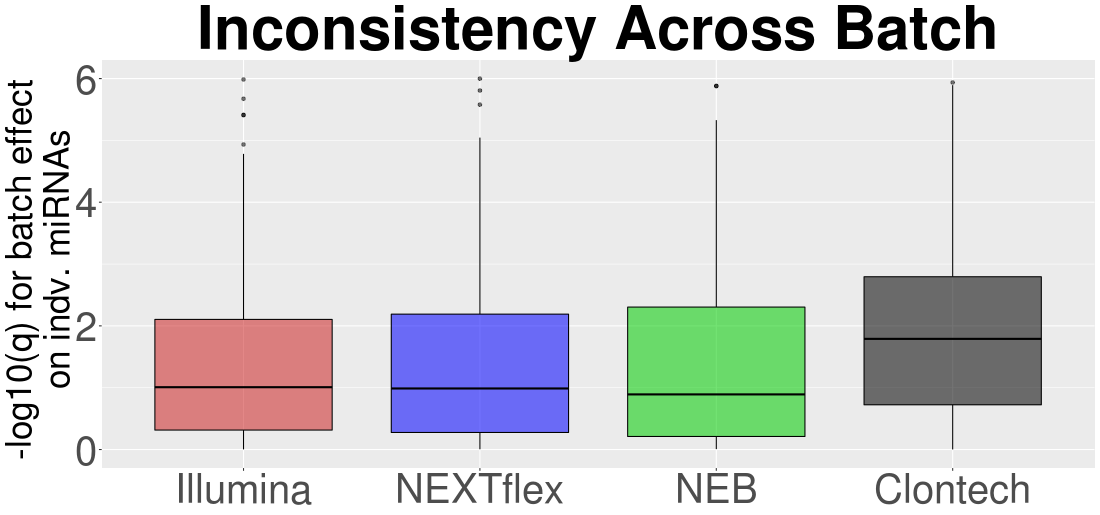 Inconsistency Across Batch
-log10(q) for batch effect
on indv. miRNAs
6
4
2
0
Illumina
NEXTflex
NEB
Clontech